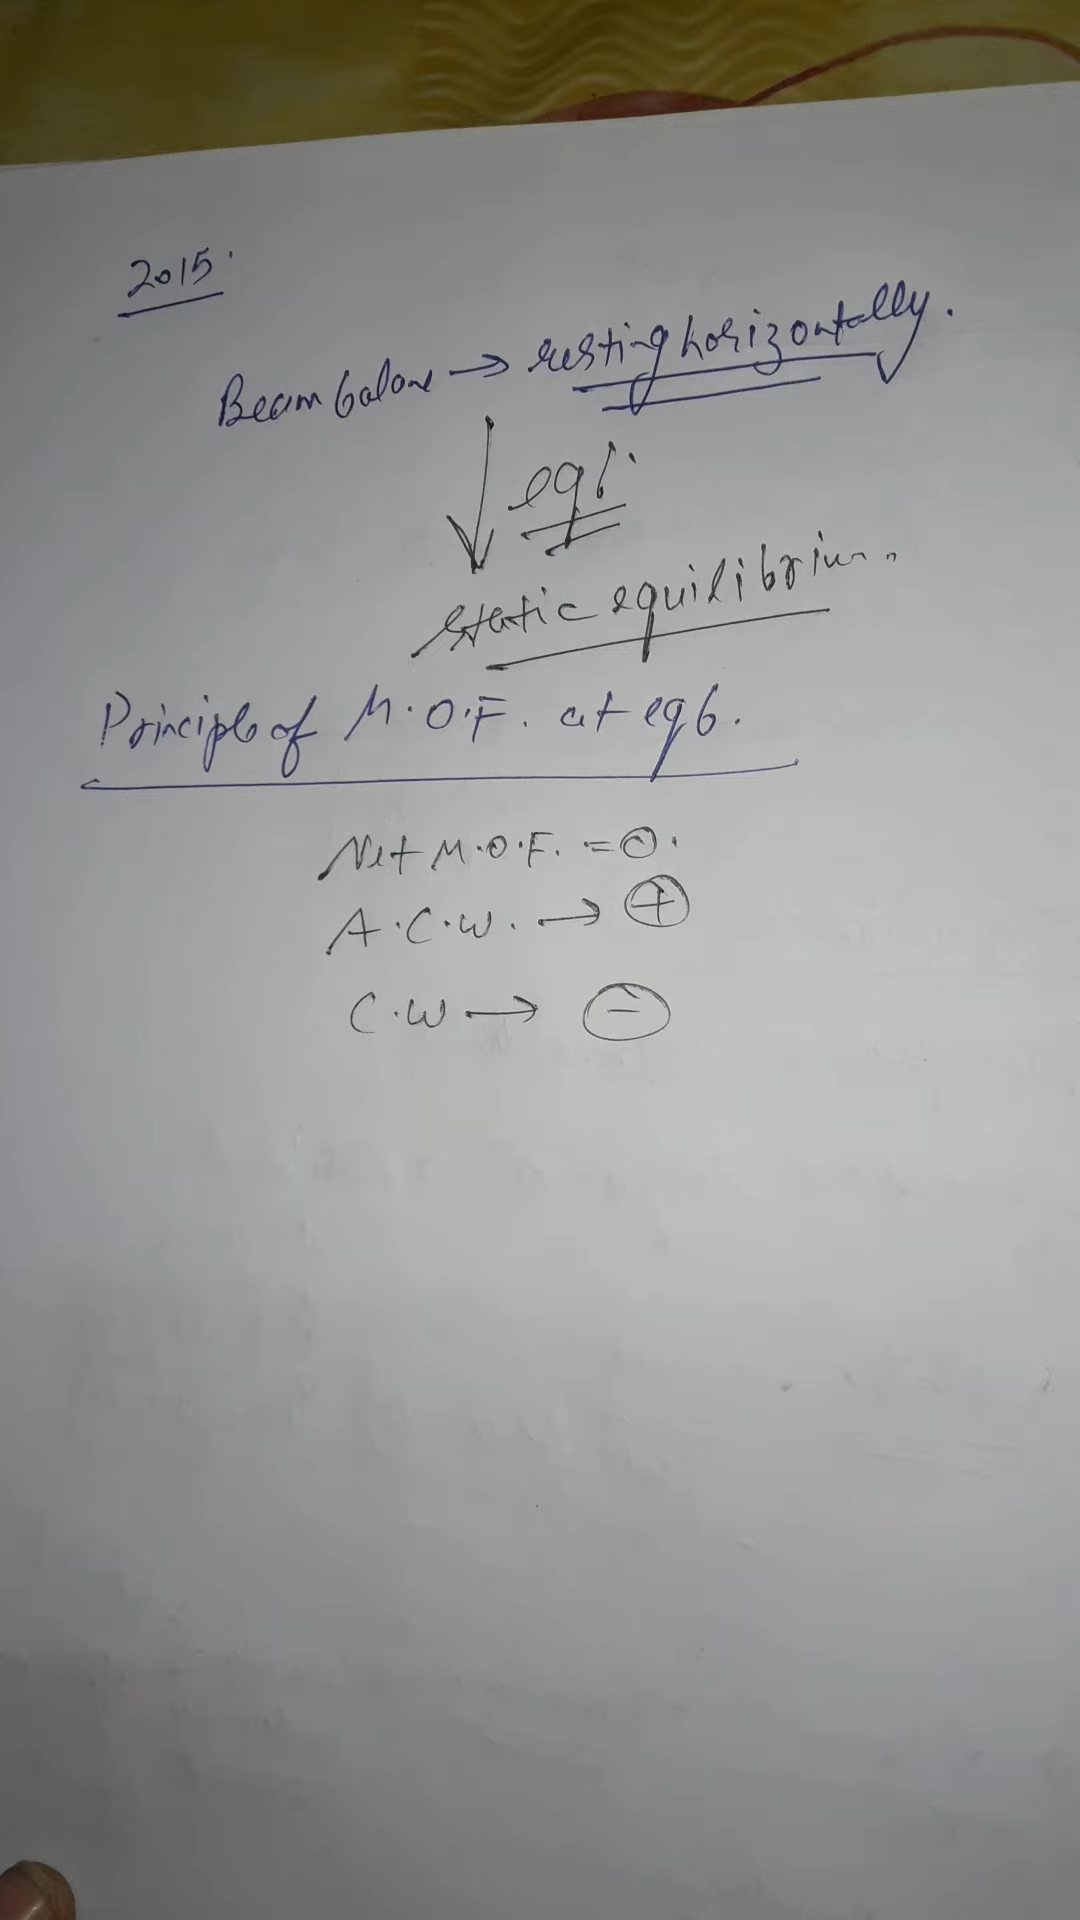 2015.
Beam balance → resting horizontally.
eqb.
static equilibrium.
Principle of M.O.F. at eqb.
Net M.O.F. = 0.
A.C.W. → +
C.W → -